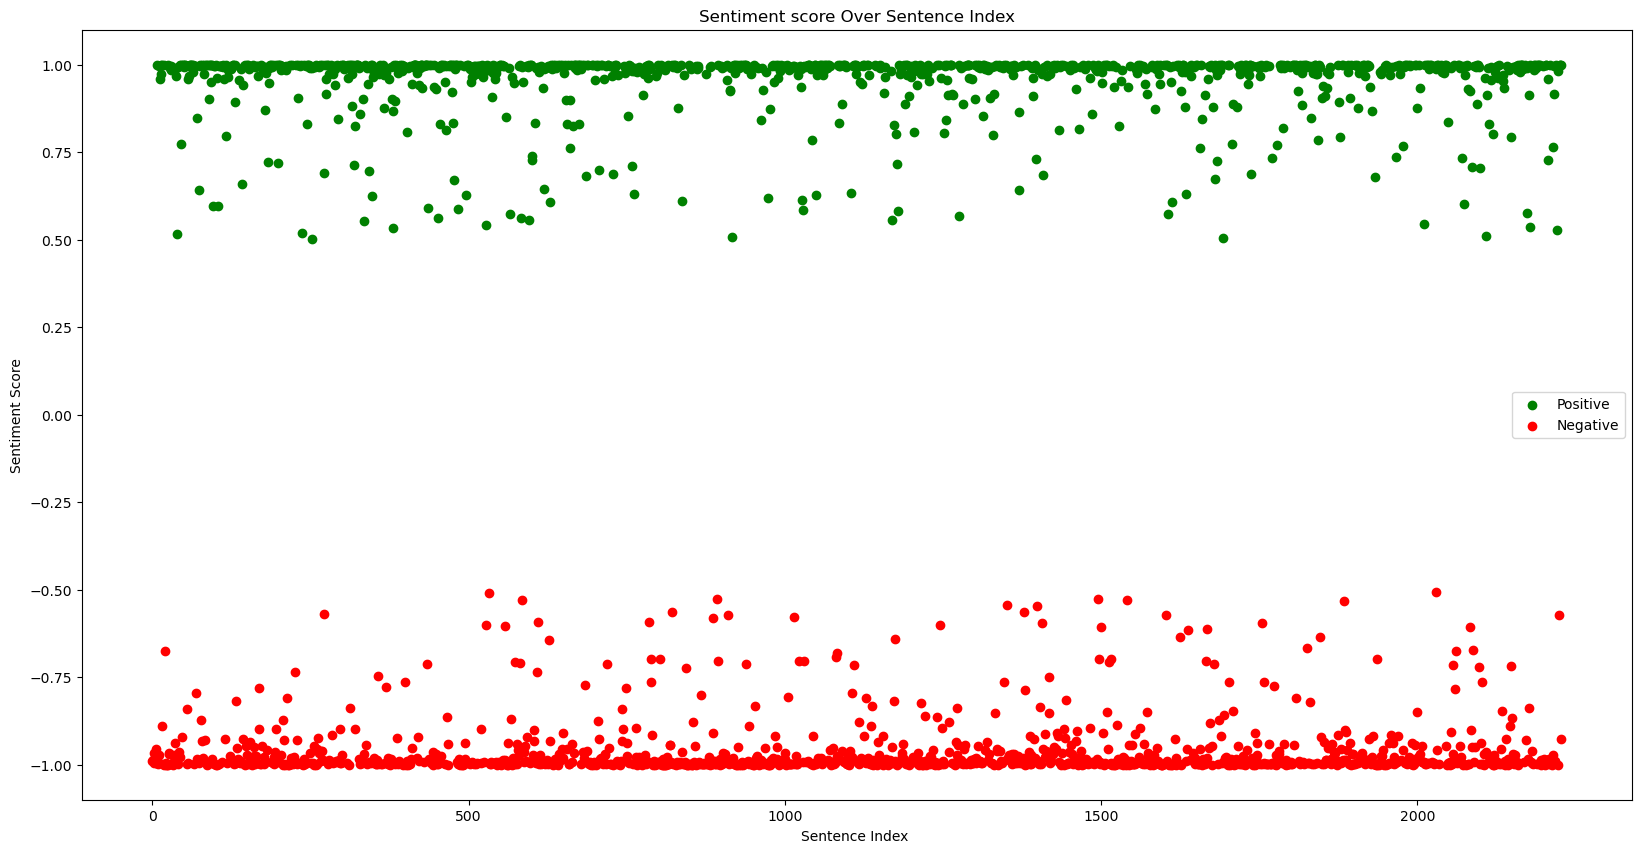 Sentiment score Over Sentence Index
1.00
0.75
0.50
0.25
0.00
−0.25
−0.50
−0.75
−1.00
Sentiment Score
Positive
Negative
0 500 1000 1500 2000
Sentence Index